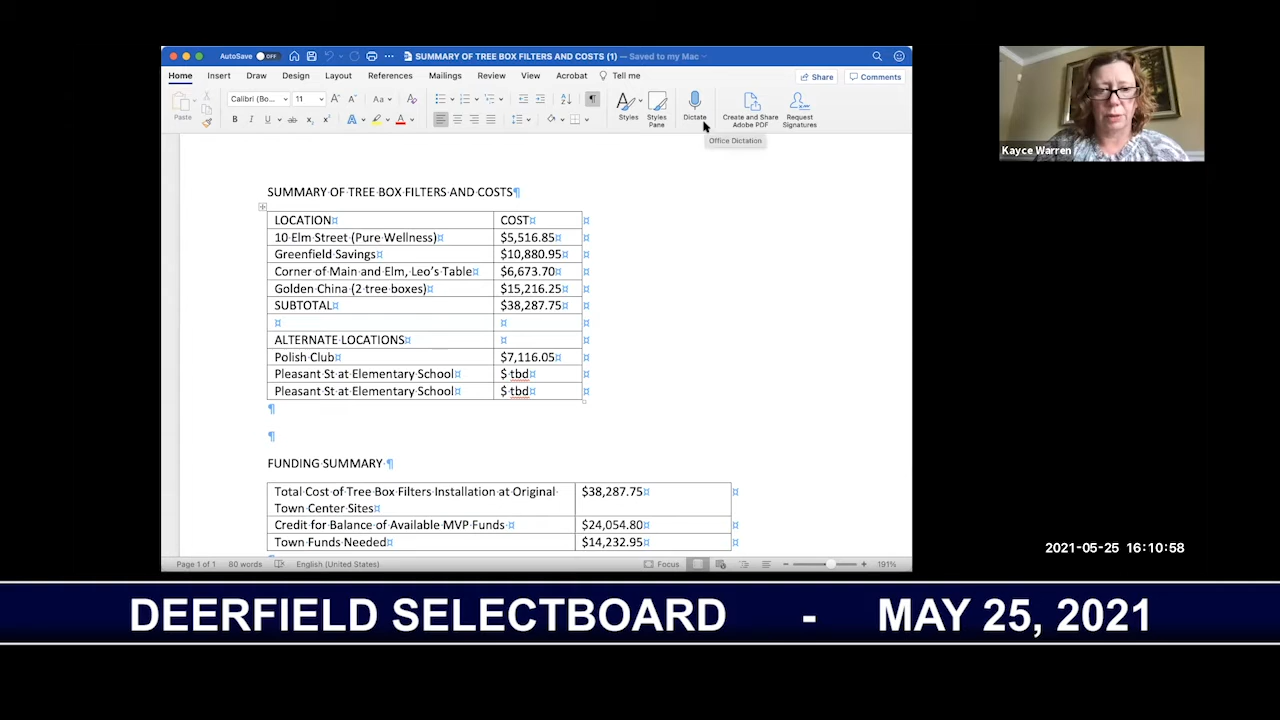 AutoSave OFF
SUMMARY OF TREE BOX FILTERS AND COSTS (1) — Saved to my Mac
Home Insert Draw Design Layout References Mailings Review View Acrobat Tell me
Share Comments
Paste
Calibri (Bo... 11
Styles
Styles Pane
Dictate
Create and Share Adobe PDF
Request Signatures
Office Dictation
Kayce Warren
SUMMARY OF TREE BOX FILTERS AND COSTS
LOCATION COST
10 Elm Street (Pure Wellness) $5,516.85
Greenfield Savings $10,880.95
Corner of Main and Elm, Leo's Table $6,673.70
Golden China (2 tree boxes) $15,216.25
SUBTOTAL $38,287.75
ALTERNATE LOCATIONS
Polish Club $7,116.05
Pleasant St at Elementary School $ tbd
Pleasant St at Elementary School $ tbd
FUNDING SUMMARY
Total Cost of Tree Box Filters Installation at Original $38,287.75
Town Center Sites
Credit for Balance of Available MVP Funds $24,054.80
Town Funds Needed $14,232.95
2021-05-25 16:10:58
Page 1 of 1 80 words English (United States) Focus 191%
DEERFIELD SELECTBOARD - MAY 25, 2021